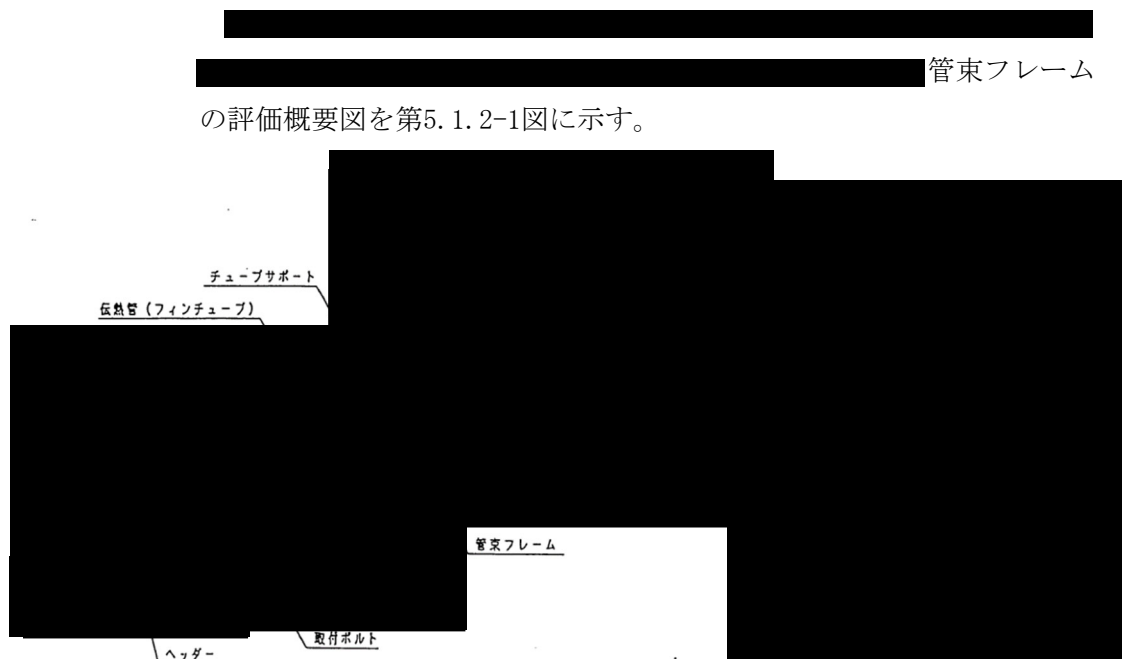 管束フレーム
の評価概要図を第5.1.2-1図に示す。
チューブサポート
伝熱管(フィンチューブ)
管束フレーム
取付ボルト
ヘッダー